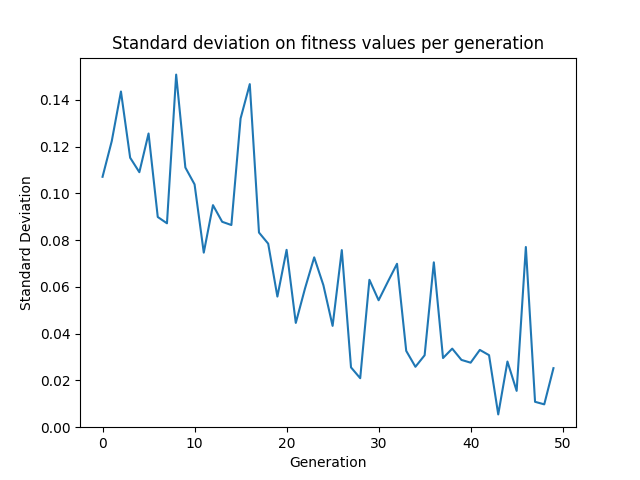 Standard deviation on fitness values per generation
Standard Deviation
0.14
0.12
0.10
0.08
0.06
0.04
0.02
0.00
0 10 20 30 40 50
Generation